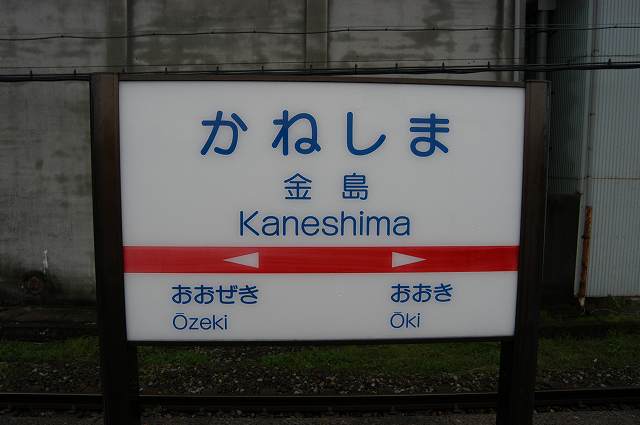 かねしま
金島
Kaneshima
おおぜき おおき
Ōzeki Ōki